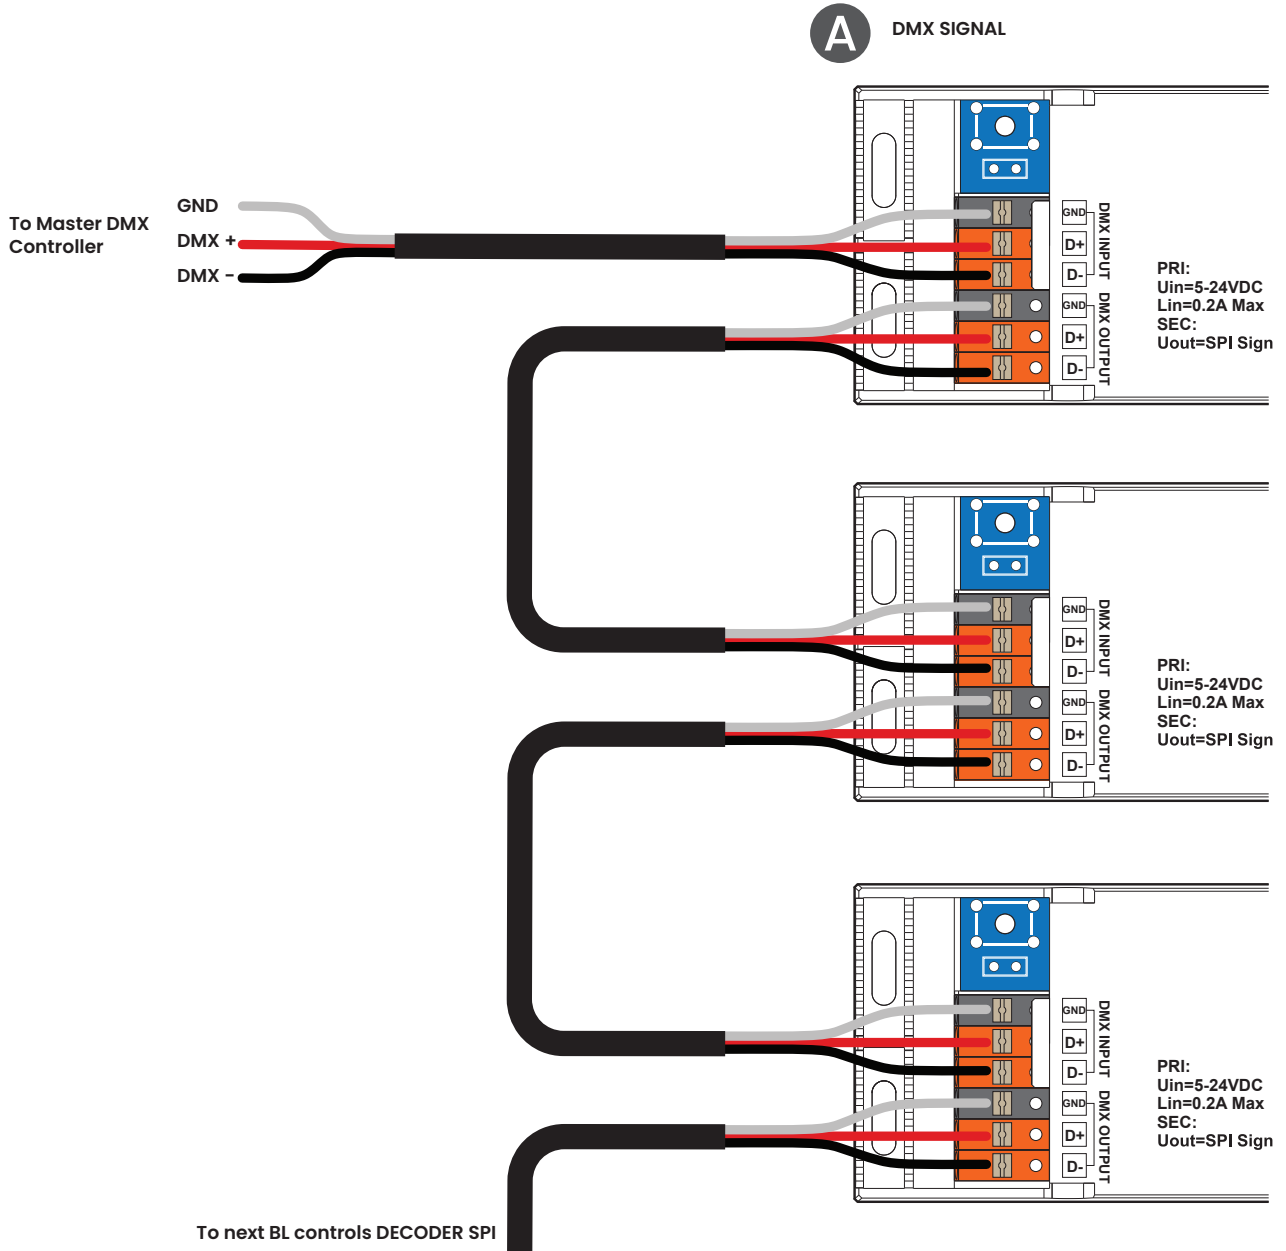 A DMX SIGNAL
To Master DMX
Controller
GND
DMX +
DMX -
GND
D+
D-
DMX INPUT
GND
D+
D-
DMX OUTPUT
PRI:
Uin=5-24VDC
Lin=0.2A Max
SEC:
Uout=SPI Sign
GND
D+
D-
DMX INPUT
GND
D+
D-
DMX OUTPUT
PRI:
Uin=5-24VDC
Lin=0.2A Max
SEC:
Uout=SPI Sign
GND
D+
D-
DMX INPUT
GND
D+
D-
DMX OUTPUT
PRI:
Uin=5-24VDC
Lin=0.2A Max
SEC:
Uout=SPI Sign
To next BL controls DECODER SPI